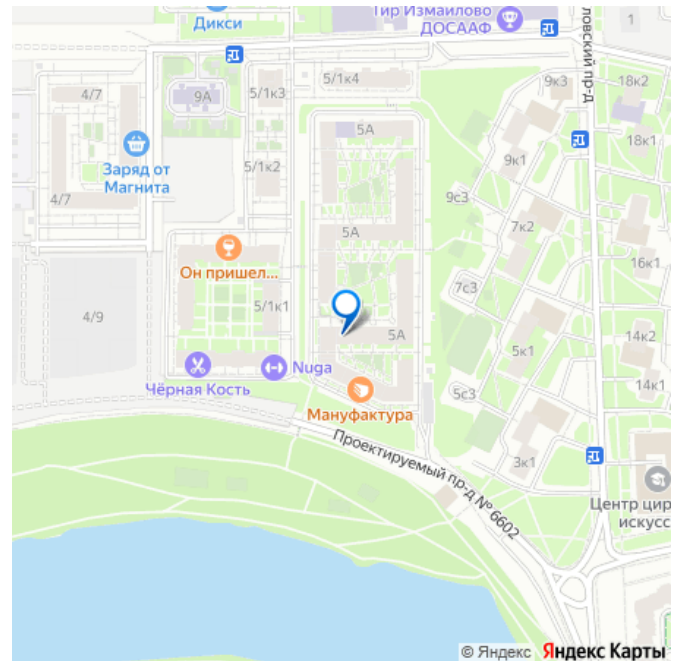 Дикси
Тир Измаилово
ДОСААФ
1
ловский пр-д
4/7
9А
5/1к3
5/1к4
9к3
18к2
5А
18к1
Заряд от
Магнита
5/1к2
9к1
4/7
9с3
7к2
5А
16к1
Он пришел...
5/1к1
7с3
4/9
5А
14к2
5к1
Nuga
14к1
Чёрная Кость
5с3
Мануфактура
Проектируемый пр-д № 6602
3к1
Центр цир
искусс
© Яндекс Яндекс Карты